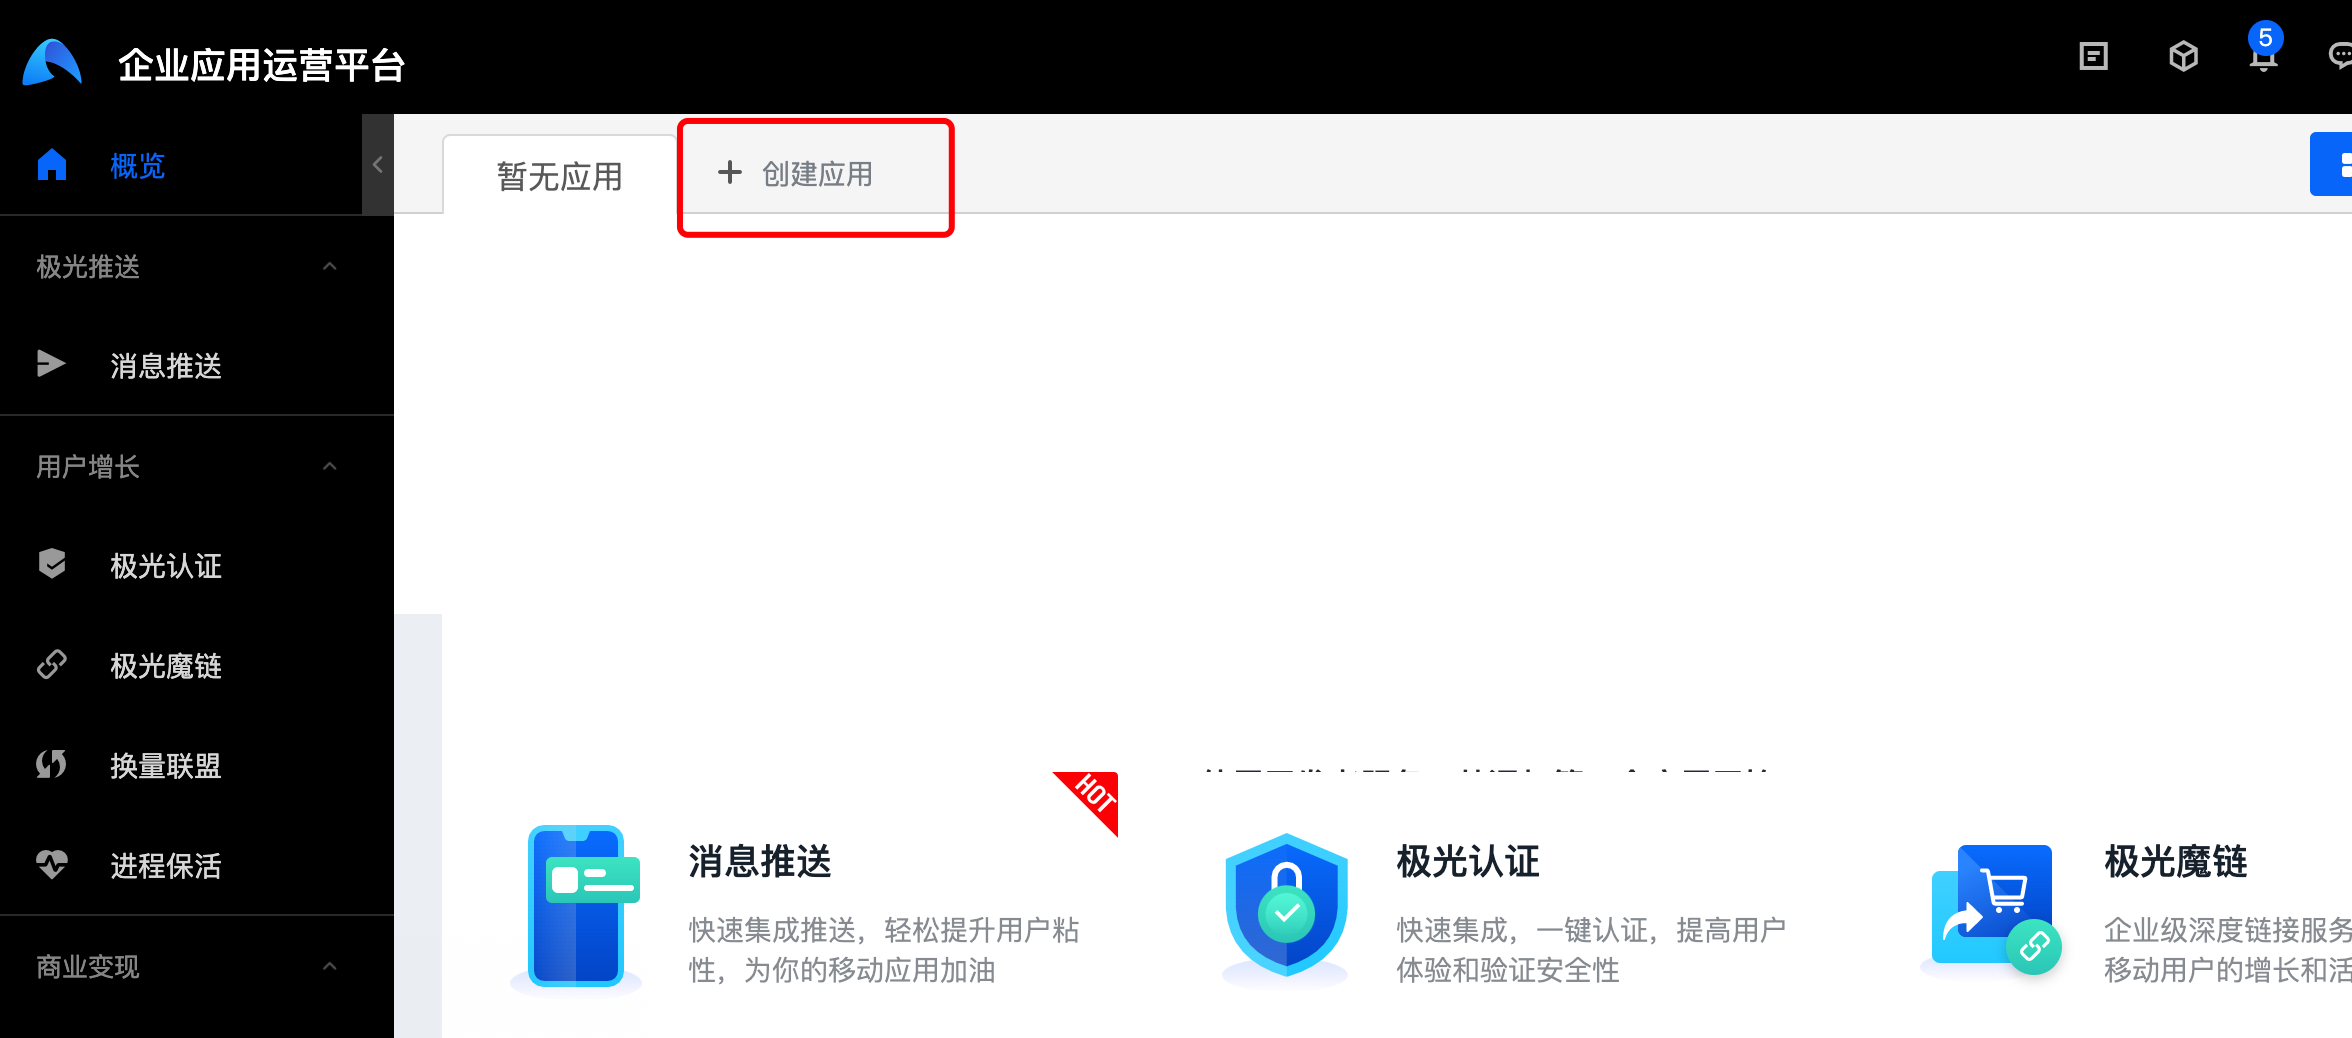 企业应用运营平台
5
概览
暂无应用
创建应用
极光推送
消息推送
用户增长
极光认证
极光魔链
换量联盟
进程保活
商业变现
HOT
消息推送
快速集成推送，轻松提升用户粘
性，为你的移动应用加油
极光认证
快速集成，一键认证，提高用户
体验和验证安全性
极光魔链
企业级深度链接服务
移动用户的增长和活